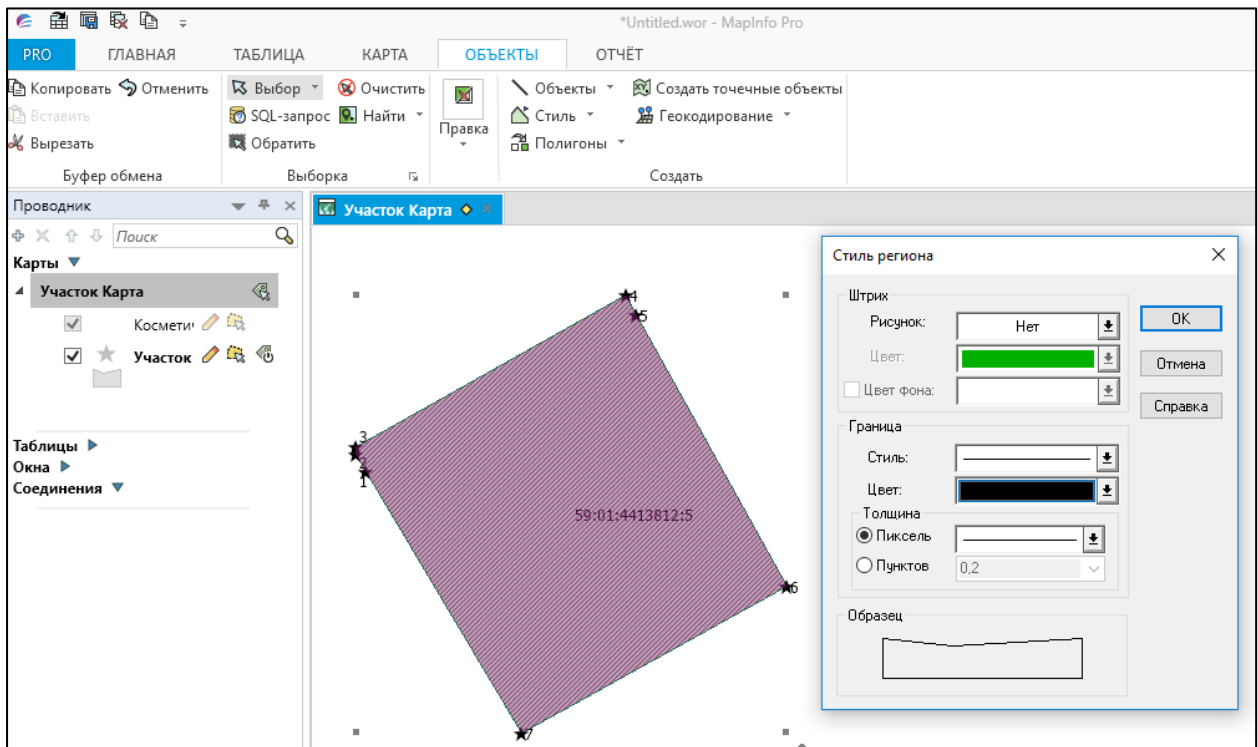 *Untitled.wor - MapInfo Pro
PRO ГЛАВНАЯ ТАБЛИЦА КАРТА ОБЪЕКТЫ ОТЧЁТ
Копировать Отменить
Вставить
Вырезать
Буфер обмена
Выбор Очистить
SQL-запрос Найти
Обратить
Выборка
Правка
Объекты Создать точечные объекты
Стиль Геокодирование
Полигоны
Создать
Проводник
Поиск
Карты
Участок Карта
Космети
Участок
Таблицы
Окна
Соединения
Участок Карта
4
5
3
2
1
59:01:4413812:5
6
7
Стиль региона
Штрих
Рисунок: Нет
Цвет:
Цвет фона:
Граница
Стиль:
Цвет:
Толщина
Пиксель
Пунктов 0,2
Образец
OK
Отмена
Справка